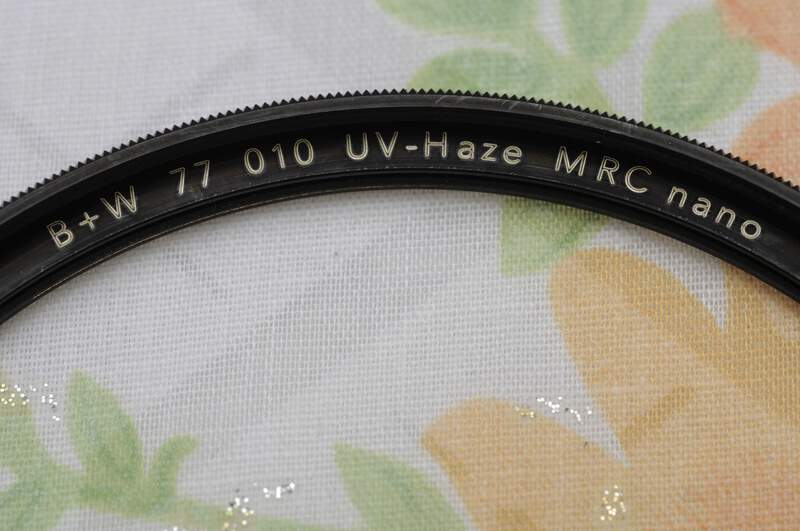 B+W 77 010 UV-Haze MRC nano